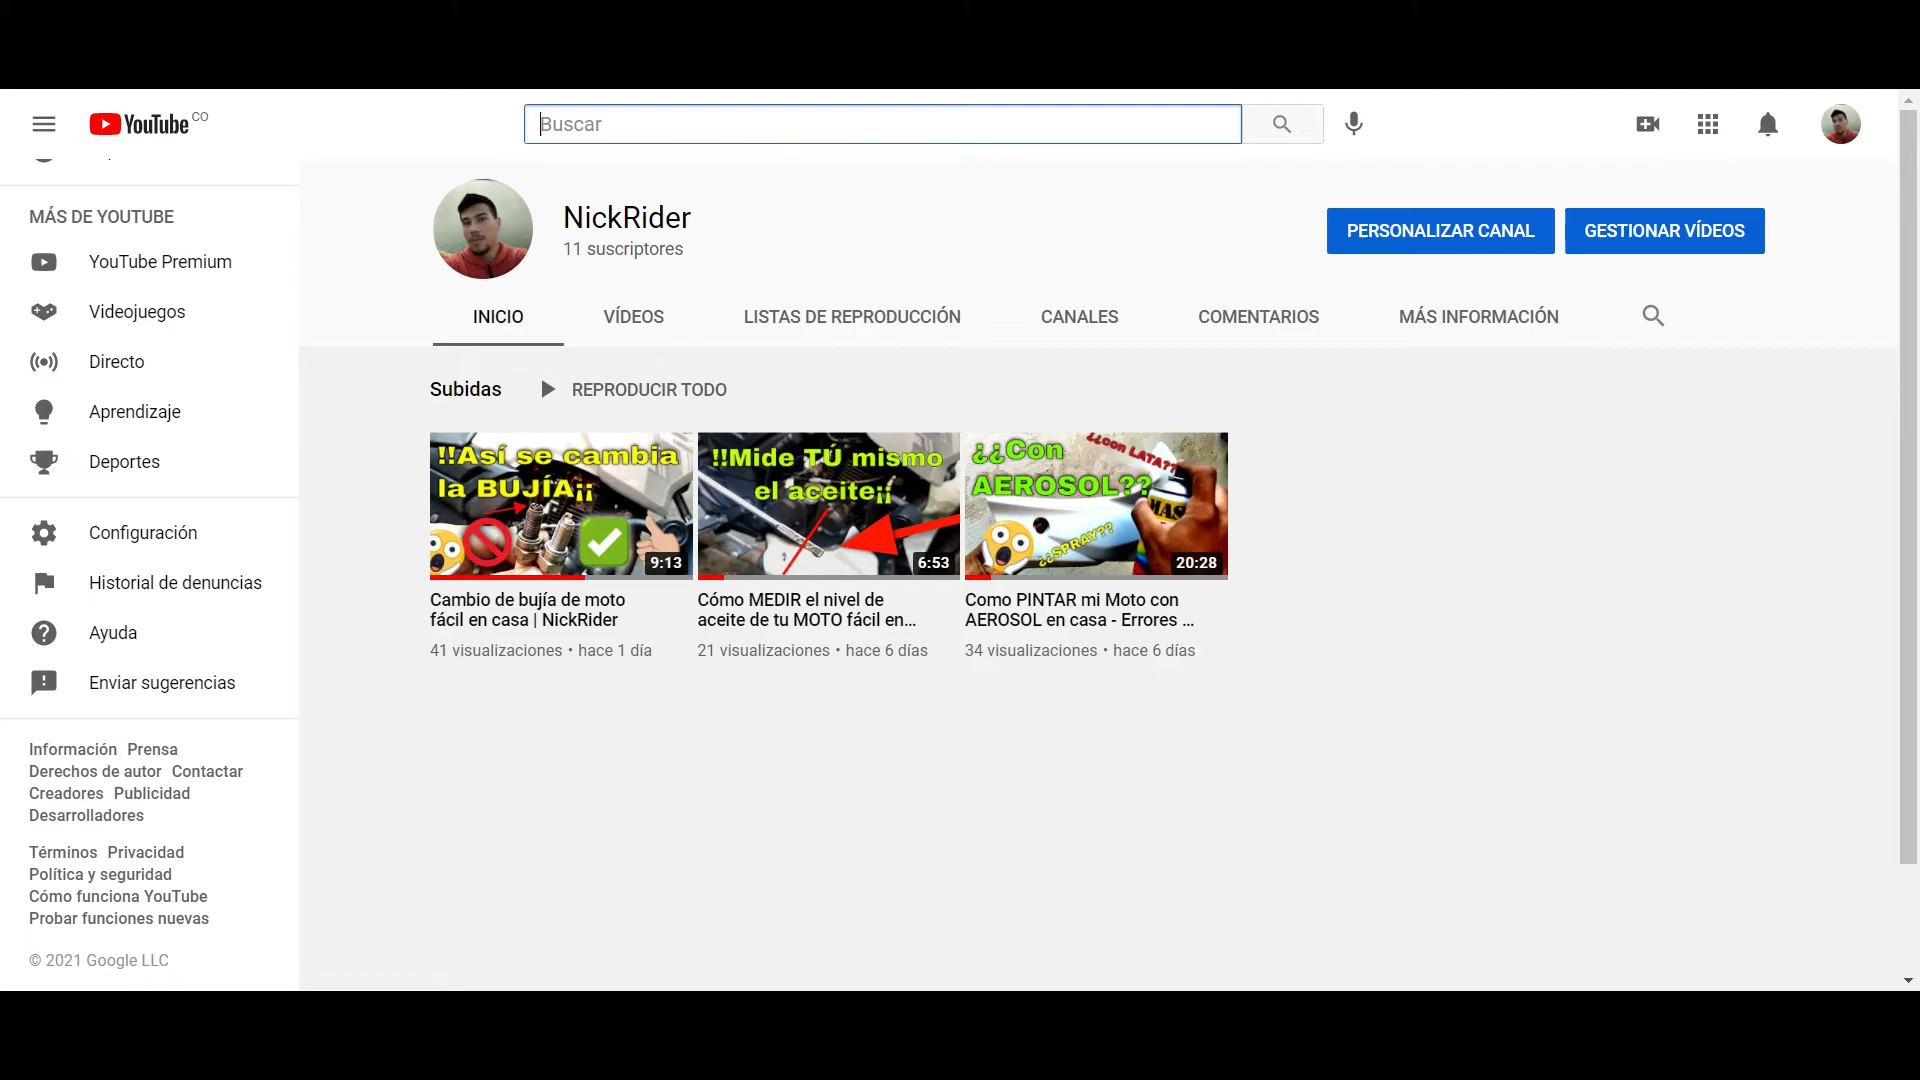 YouTube CO
Buscar
MÁS DE YOUTUBE
YouTube Premium
Videojuegos
Directo
Aprendizaje
Deportes
Configuración
Historial de denuncias
Ayuda
Enviar sugerencias
Información Prensa
Derechos de autor Contactar
Creadores Publicidad
Desarrolladores
Términos Privacidad
Política y seguridad
Cómo funciona YouTube
Probar funciones nuevas
© 2021 Google LLC
NickRider
11 suscriptores
PERSONALIZAR CANAL
GESTIONAR VÍDEOS
INICIO
VÍDEOS
LISTAS DE REPRODUCCIÓN
CANALES
COMENTARIOS
MÁS INFORMACIÓN
Subidas
REPRODUCIR TODO
!!Así se cambia
la BUJÍA¡¡
9:13
Cambio de bujía de moto
fácil en casa | NickRider
41 visualizaciones • hace 1 día
!!Mide TÚ mismo
el aceite¡¡
6:53
Cómo MEDIR el nivel de
aceite de tu MOTO fácil en...
21 visualizaciones • hace 6 días
¿¿Con
AEROSOL??
¿¿con LATA??
¿¿SPRAY??
MAS
20:28
Como PINTAR mi Moto con
AEROSOL en casa - Errores ...
34 visualizaciones • hace 6 días